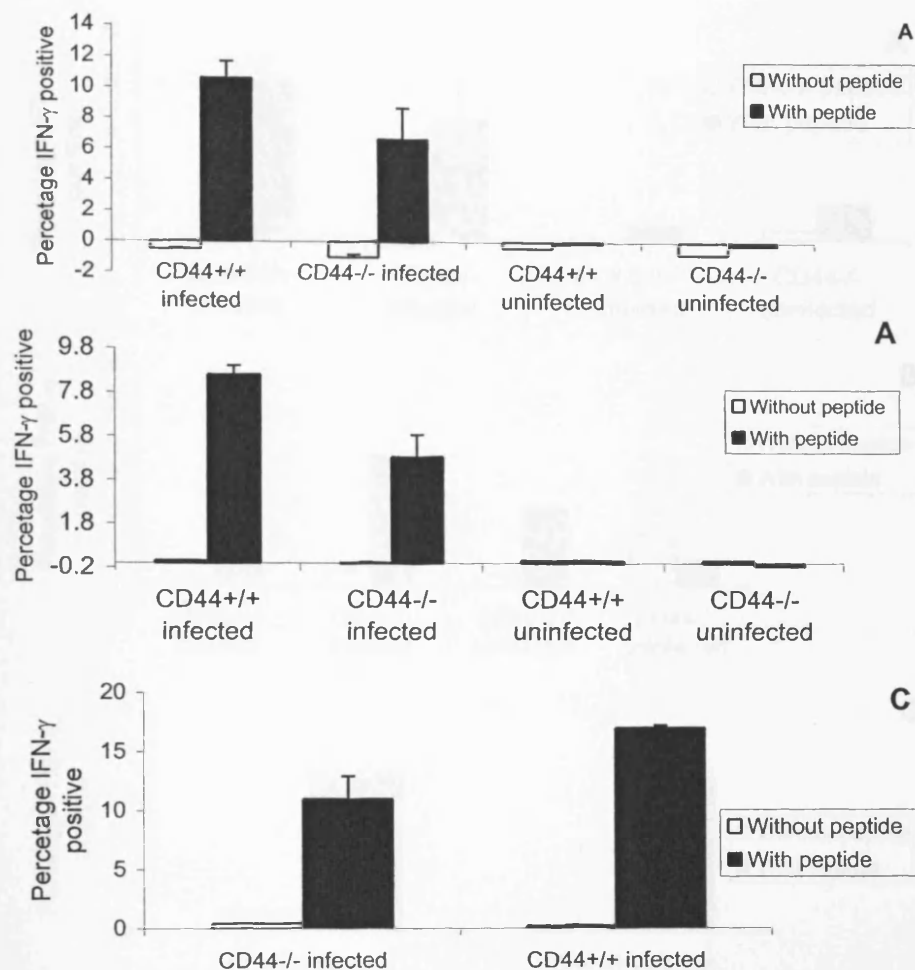 A
Percetage IFN-γ positive
14
12
10
8
6
4
2
0
-2
Without peptide
With peptide
CD44+/+ infected
CD44-/- infected
CD44+/+ uninfected
CD44-/- uninfected
A
Percetage IFN-γ positive
9.8
7.8
5.8
3.8
1.8
-0.2
Without peptide
With peptide
CD44+/+ infected
CD44-/- infected
CD44+/+ uninfected
CD44-/- uninfected
C
Percetage IFN-γ
positive
20
15
10
5
0
Without peptide
With peptide
CD44-/- infected
CD44+/+ infected